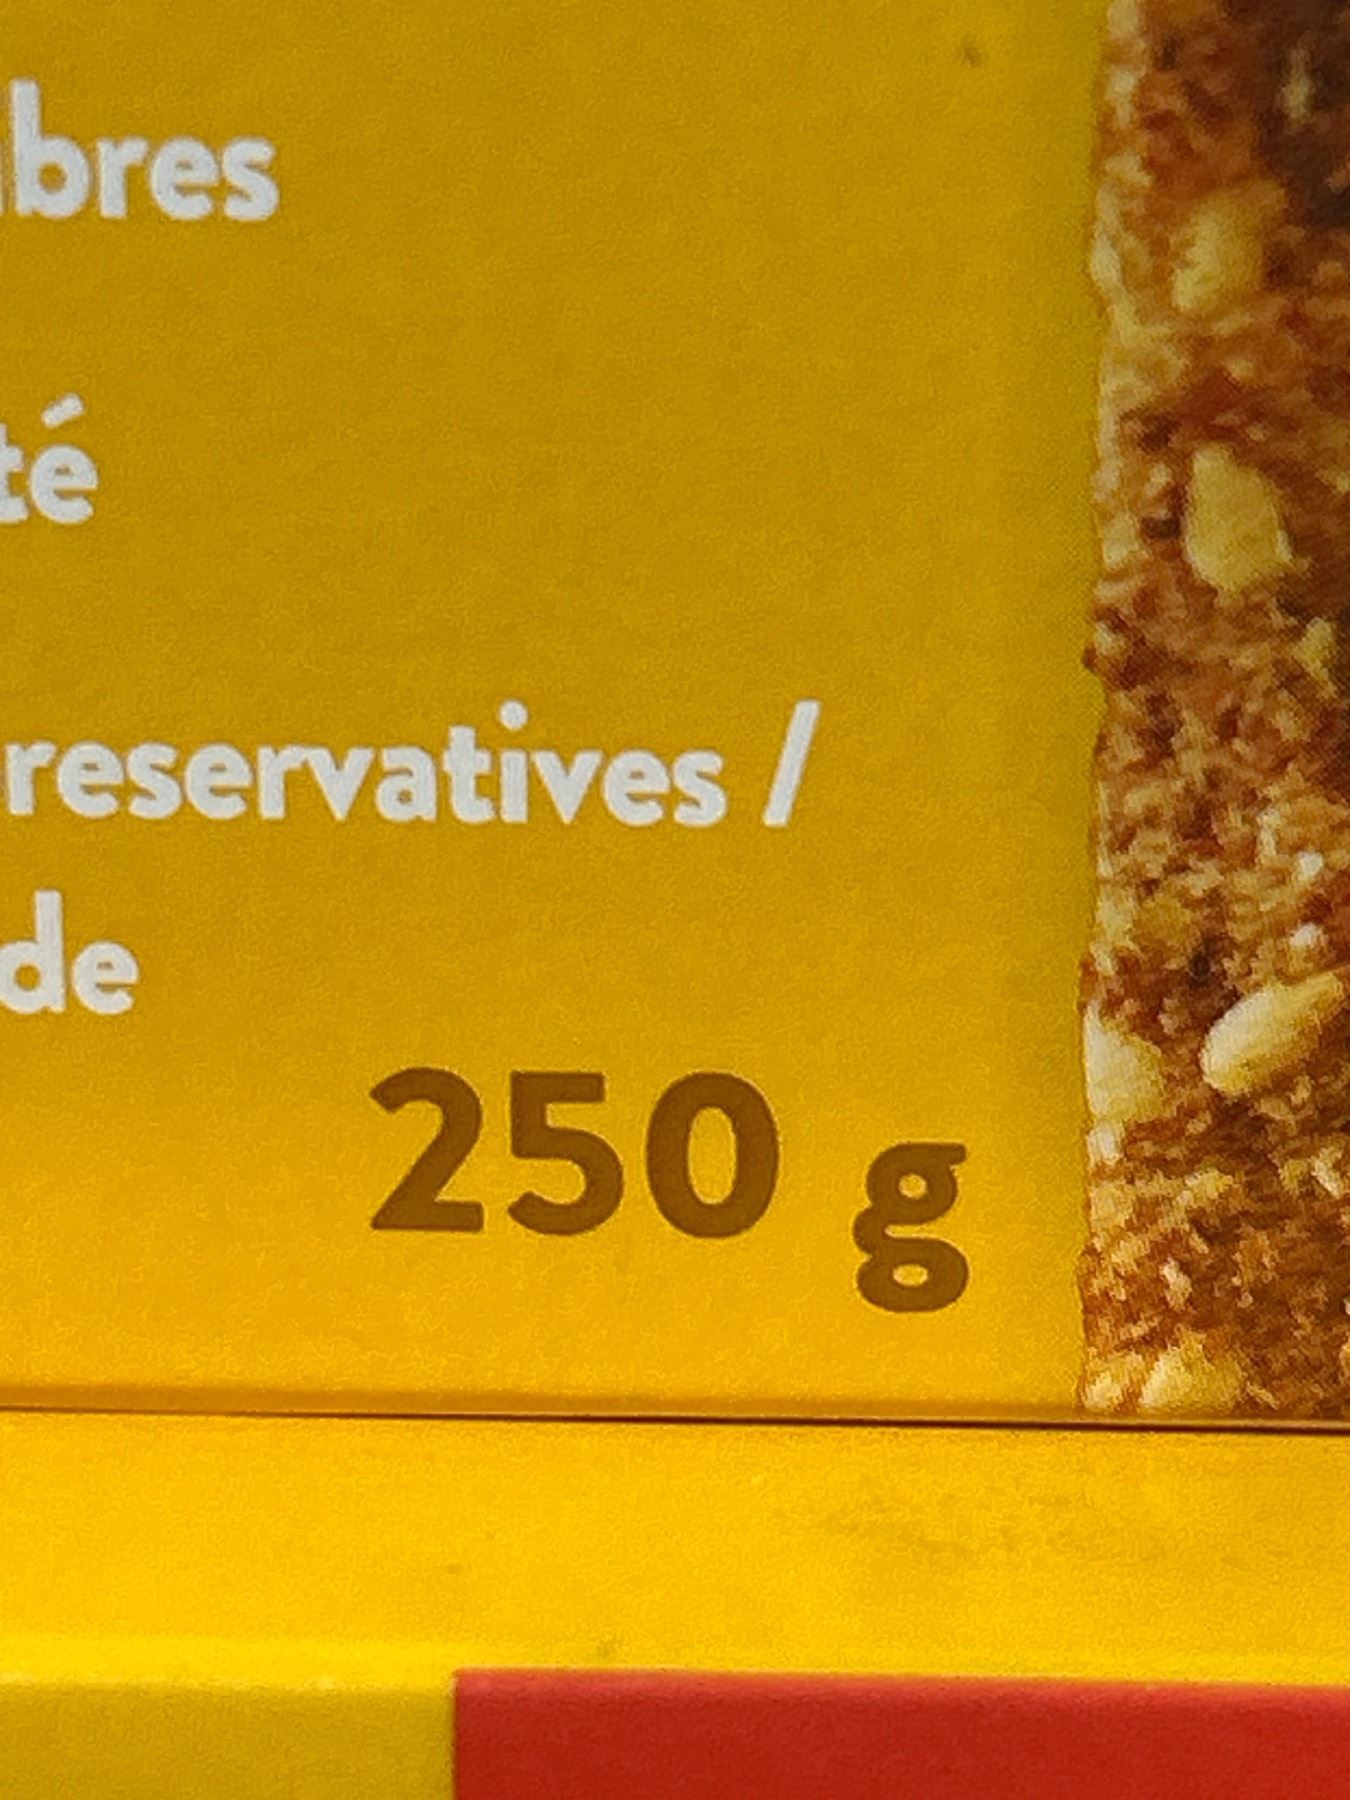 ibres
té
reservatives /
de
250 g